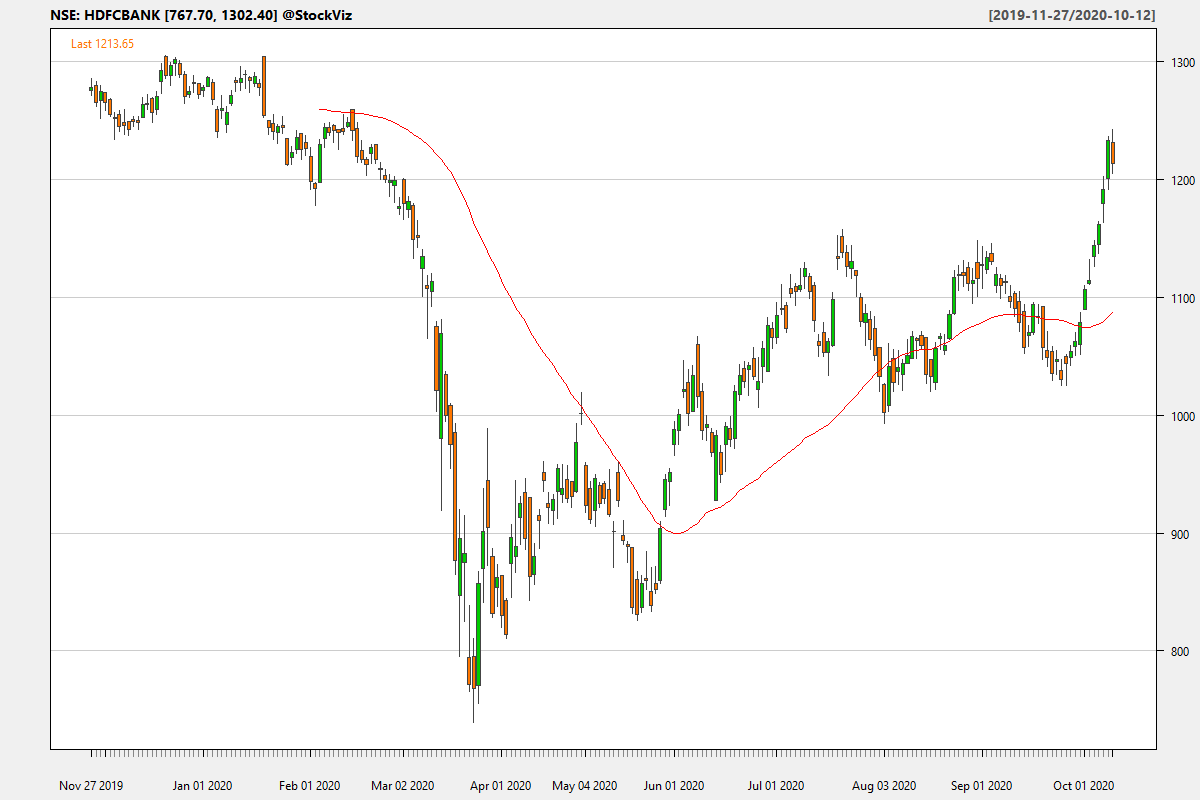 NSE: HDFCBANK [767.70, 1302.40] @StockViz
[2019-11-27/2020-10-12]
Last 1213.65
1300
1200
1100
1000
900
800
Nov 27 2019 Jan 01 2020 Feb 01 2020 Mar 02 2020 Apr 01 2020 May 04 2020 Jun 01 2020 Jul 01 2020 Aug 03 2020 Sep 01 2020 Oct 01 2020